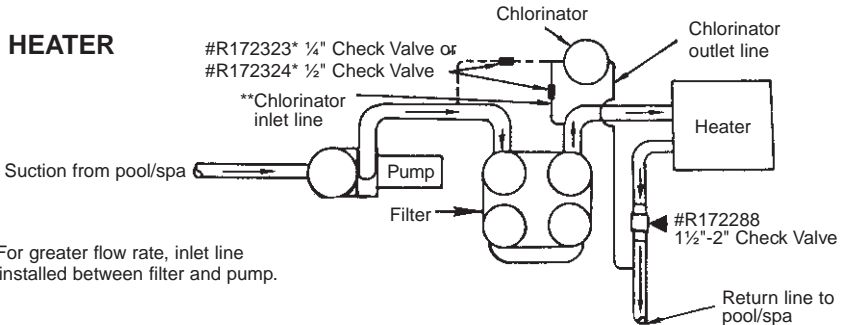 HEATER
#R172323* ¼" Check Valve or
#R172324* ½" Check Valve
**Chlorinator
inlet line
Chlorinator
Chlorinator
outlet line
Heater
Suction from pool/spa
Pump
Filter
#R172288
1½"-2" Check Valve
For greater flow rate, inlet line
installed between filter and pump.
Return line to
pool/spa